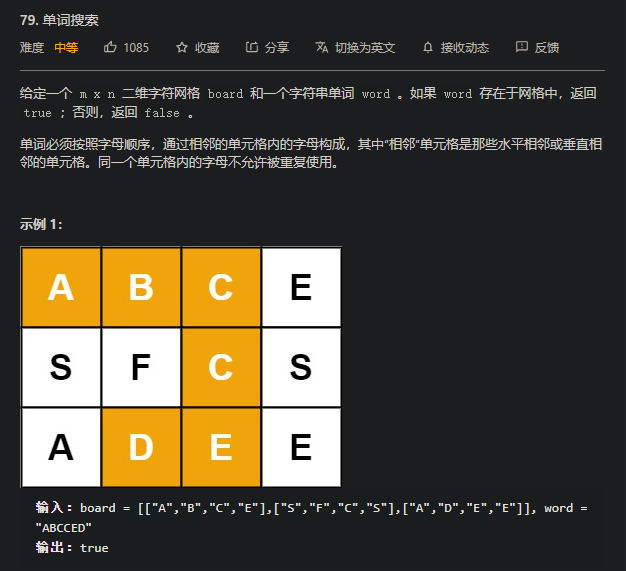 79. 单词搜索
难度 中等 1085 收藏 分享 切换为英文 接收动态 反馈
给定一个 m x n 二维字符网格 board 和一个字符串单词 word 。如果 word 存在于网格中，返回
true ；否则，返回 false 。
单词必须按照字母顺序，通过相邻的单元格内的字母构成，其中“相邻”单元格是那些水平相邻或垂直相
邻的单元格。同一个单元格内的字母不允许被重复使用。
示例 1：
A B C E
S F C S
A D E E
输入：board = [["A","B","C","E"],["S","F","C","S"],["A","D","E","E"]], word =
"ABCCED"
输出：true